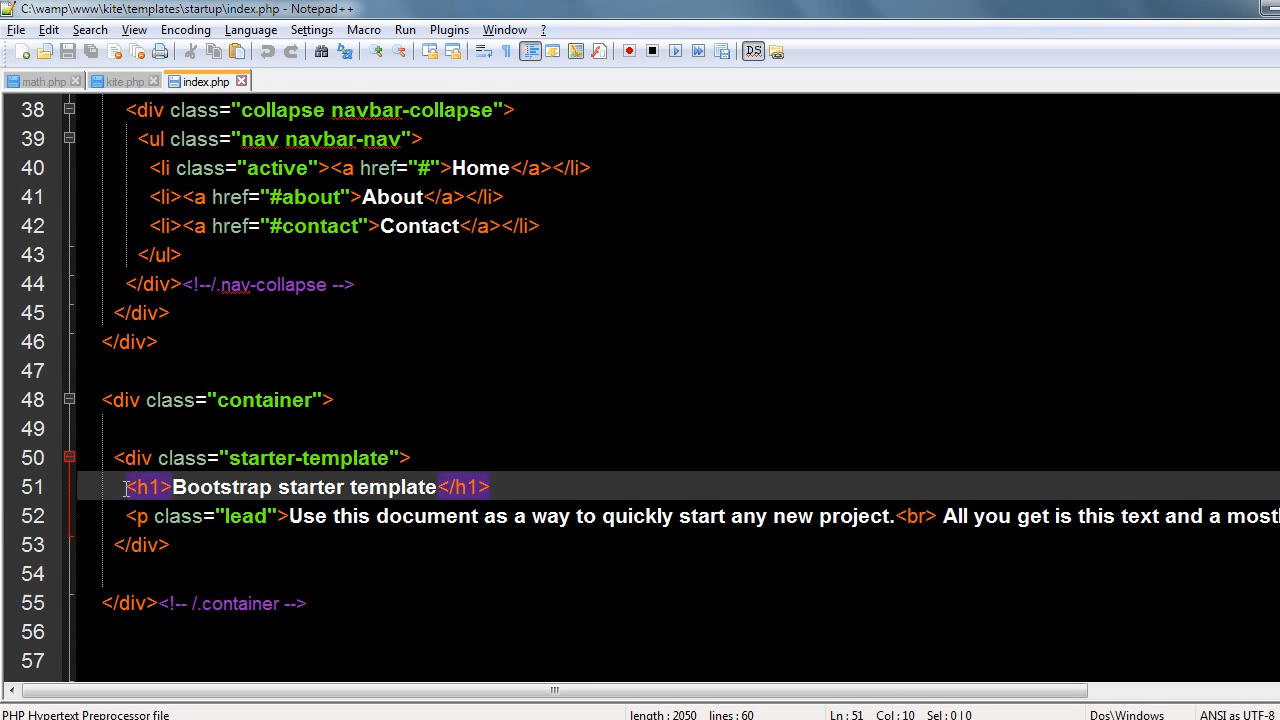 C:\wamp\www\kite\templates\startup\index.php - Notepad++
File Edit Search View Encoding Language Settings Macro Run Plugins Window ?
math.php kite.php index.php
38 <div class="collapse navbar-collapse">
39 <ul class="nav navbar-nav">
40 <li class="active"><a href="#">Home</a></li>
41 <li><a href="#about">About</a></li>
42 <li><a href="#contact">Contact</a></li>
43 </ul>
44 </div><!--/.nav-collapse -->
45 </div>
46 </div>
47
48 <div class="container">
49
50 <div class="starter-template">
51 <h1>Bootstrap starter template</h1>
52 <p class="lead">Use this document as a way to quickly start any new project.<br> All you get is this text and a mostl
53 </div>
54
55 </div><!-- /.container -->
56
57
PHP Hypertext Preprocessor file length : 2050 lines : 60 Ln : 51 Col : 10 Sel : 0 | 0 Dos\Windows ANSI as UTF-8